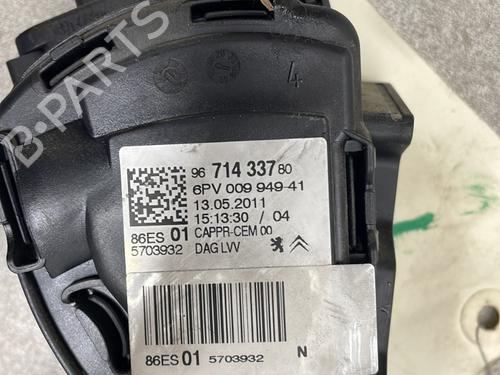 B-PARTS
4
96 714 337 80
6PV 009 949-41
13.05.2011
15:13:30 / 04
86ES 01 CAPPR-CEM 00
5703932 DAG LVV
86ES 01 5703932 N